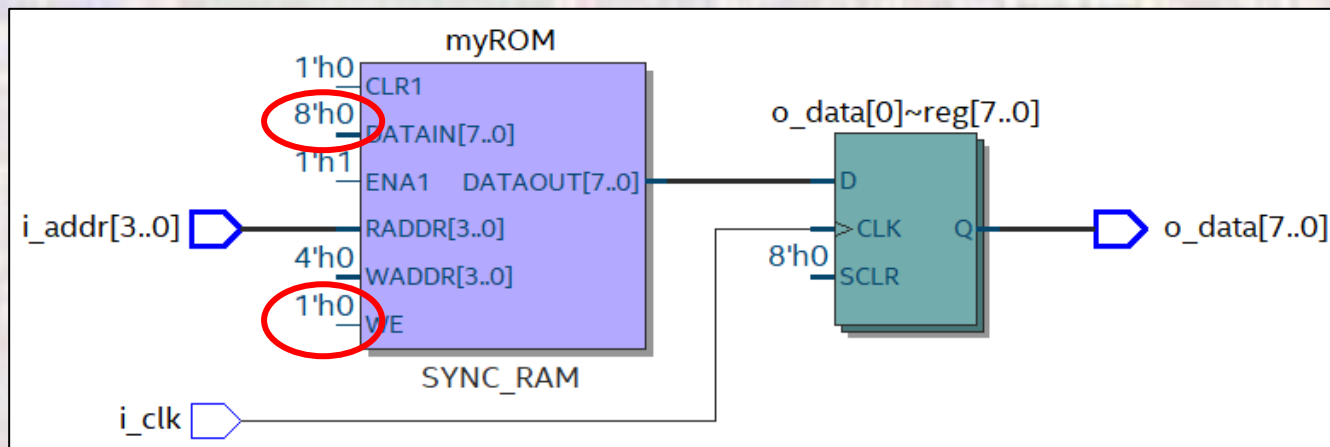 myROM
1'h0
CLR1
8'h0
DATAIN[7..0]
1'h1
ENA1 DATAOUT[7..0]
i_addr[3..0]
RADDR[3..0]
4'h0
WADDR[3..0]
1'h0
WE
SYNC_RAM
i_clk
o_data[0]~reg[7..0]
D
CLK Q
8'h0
SCLR
o_data[7..0]